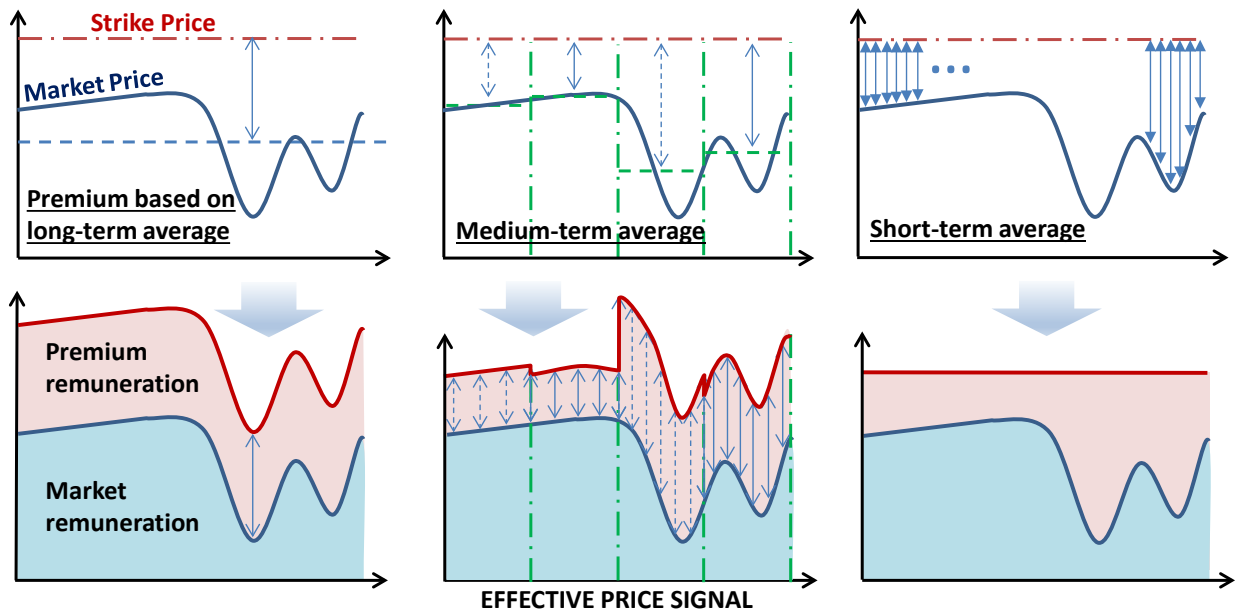 Strike Price
Market Price
Premium based on
long-term average
Medium-term average
Short-term average
Premium
remuneration
Market
remuneration
EFFECTIVE PRICE SIGNAL